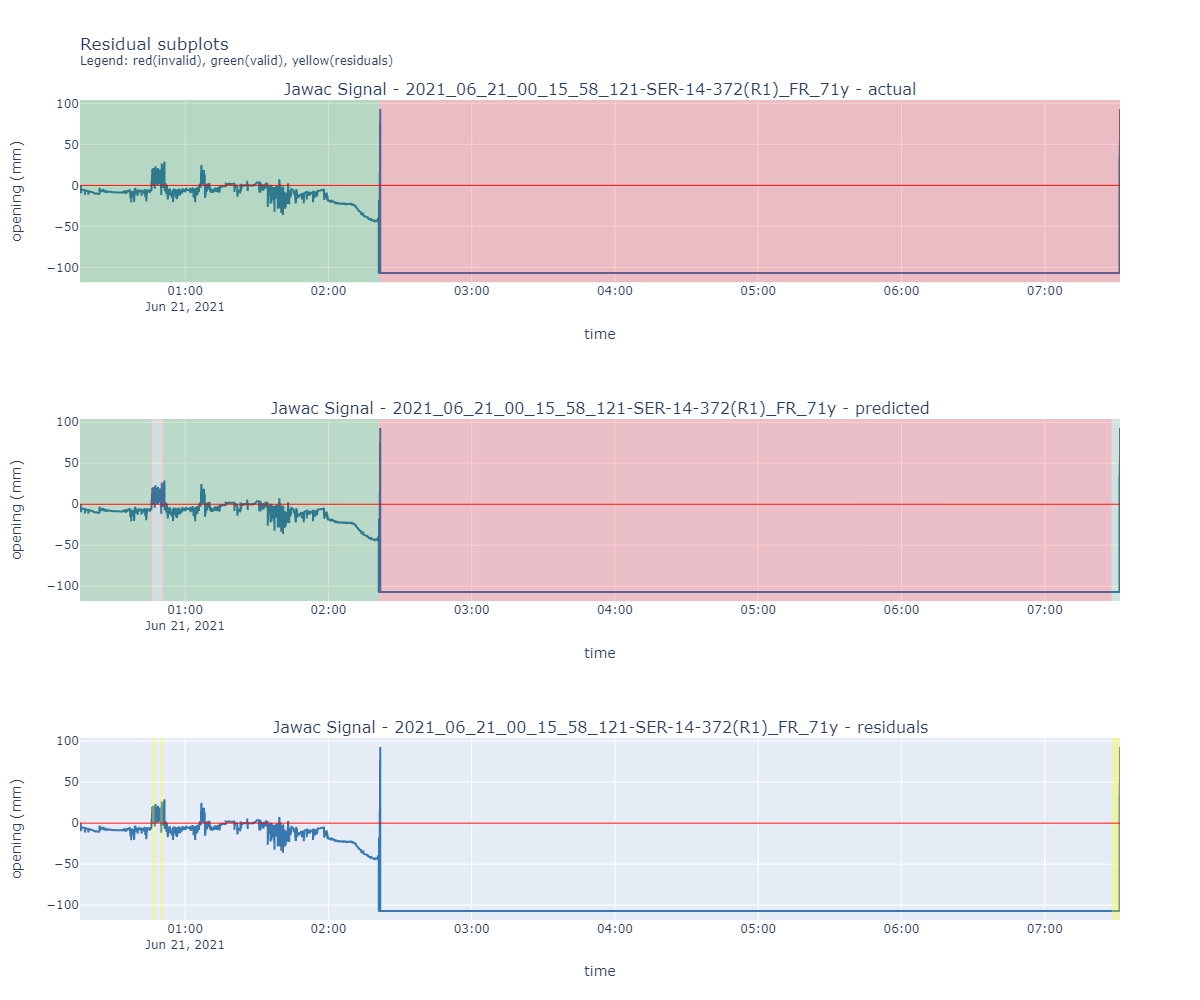 Residual subplots
Legend: red(invalid), green(valid), yellow(residuals)
Jawac Signal - 2021_06_21_00_15_58_121-SER-14-372(R1)_FR_71y - actual
100
50
0
−50
−100
opening (mm)
01:00 02:00 03:00 04:00 05:00 06:00 07:00
Jun 21, 2021
time
Jawac Signal - 2021_06_21_00_15_58_121-SER-14-372(R1)_FR_71y - predicted
100
50
0
−50
−100
opening (mm)
01:00 02:00 03:00 04:00 05:00 06:00 07:00
Jun 21, 2021
time
Jawac Signal - 2021_06_21_00_15_58_121-SER-14-372(R1)_FR_71y - residuals
100
50
0
−50
−100
opening (mm)
01:00 02:00 03:00 04:00 05:00 06:00 07:00
Jun 21, 2021
time